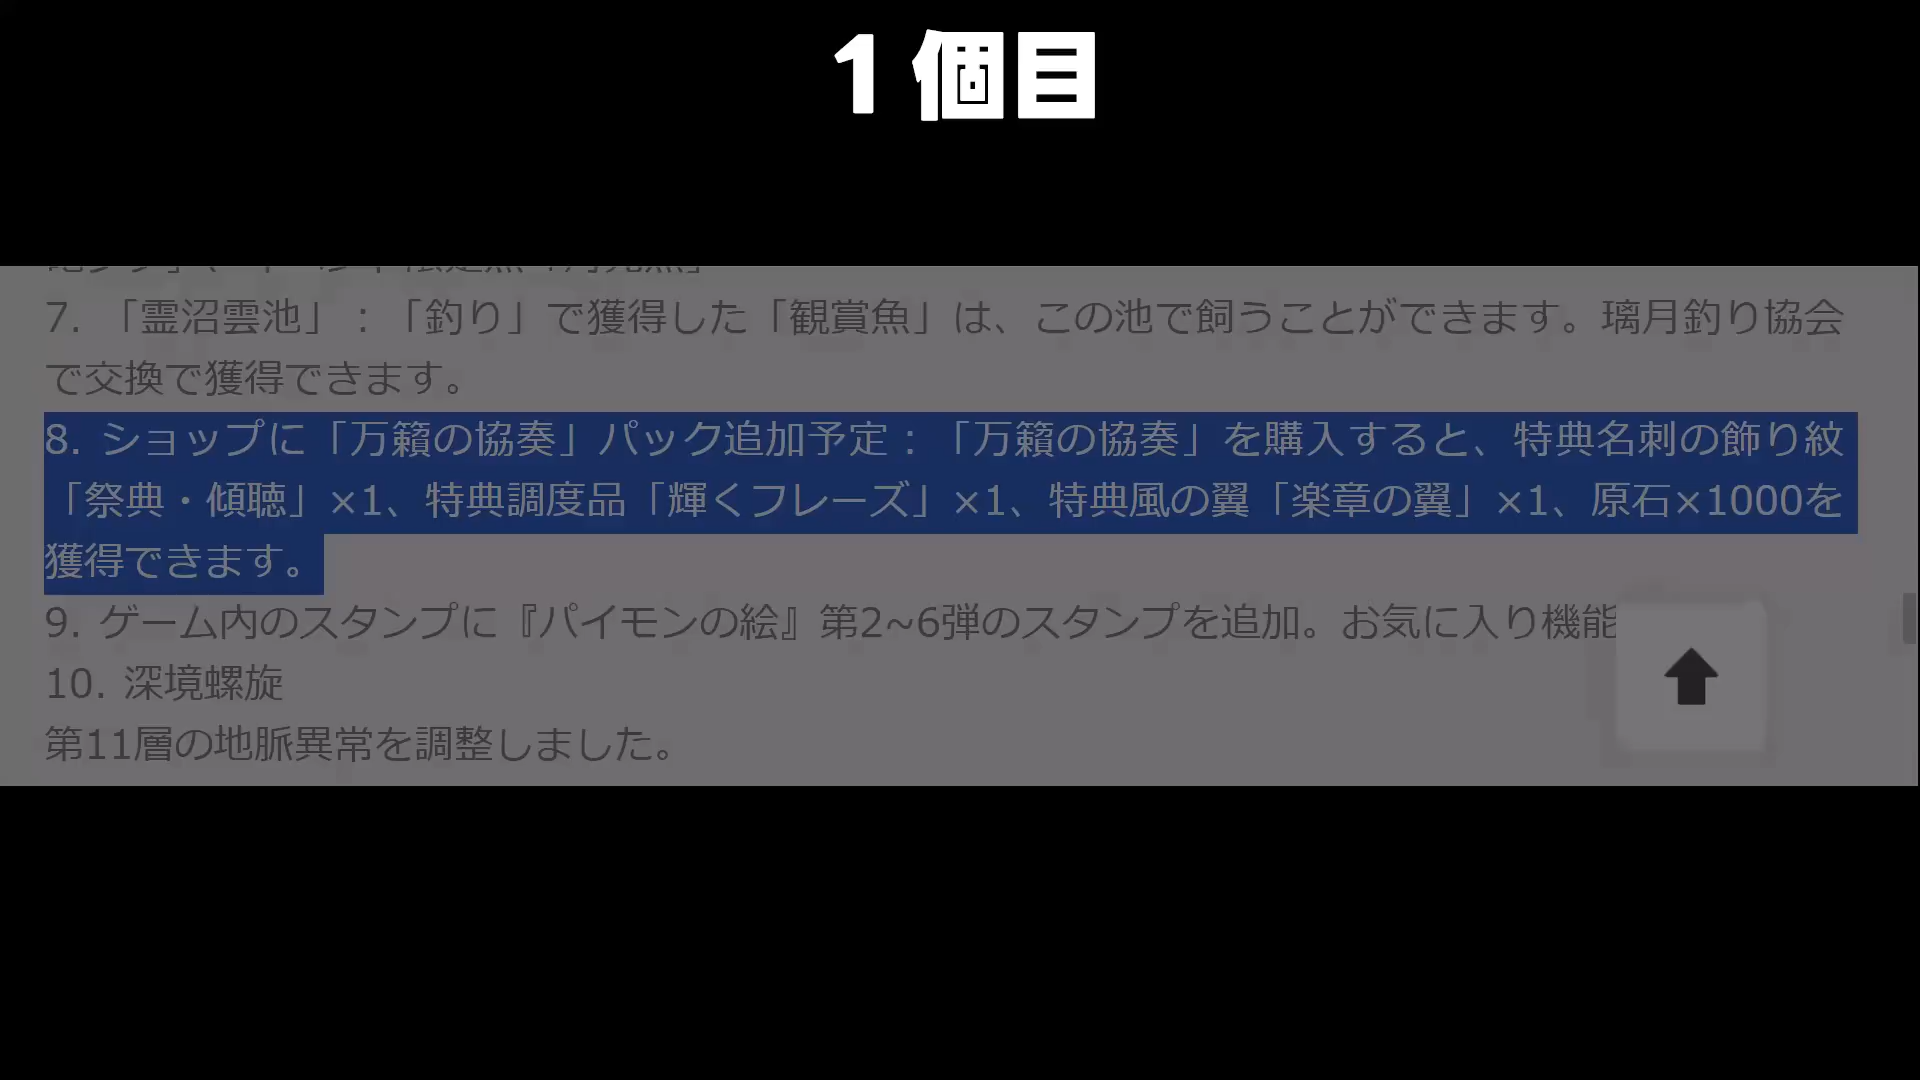 １個目
7. 「霊沼雲池」:「釣り」で獲得した「観賞魚」は、この池で飼うことができます。璃月釣り協会
で交換で獲得できます。
8. ショップに「万籟の協奏」パック追加予定:「万籟の協奏」を購入すると、特典名刺の飾り紋
「祭典・傾聴」×1、特典調度品「輝くフレーズ」×1、特典風の翼「楽章の翼」×1、原石×1000を
獲得できます。
9. ゲーム内のスタンプに『パイモンの絵』第2~6弾のスタンプを追加。お気に入り機能
10. 深境螺旋
第11層の地脈異常を調整しました。